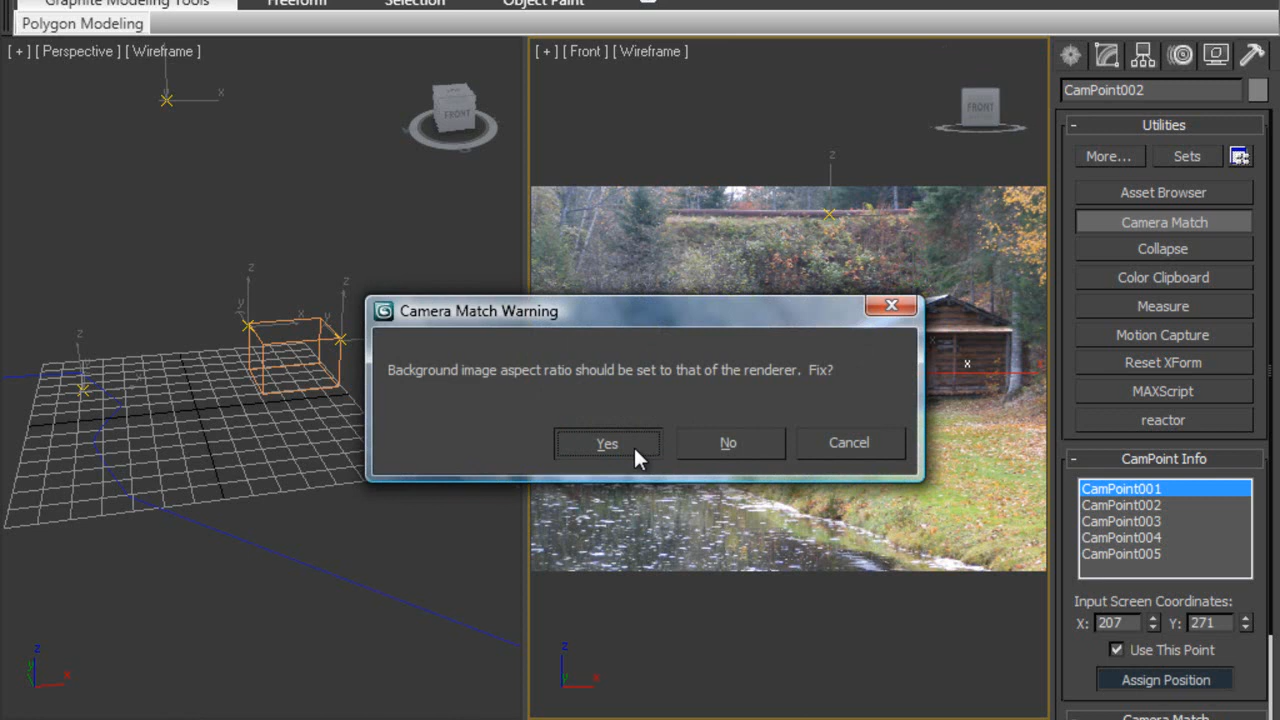 Graphite Modeling Tools
Freeform
Selection
Object Paint
Polygon Modeling
[ + ] [ Perspective ] [ Wireframe ]
[ + ] [ Front ] [ Wireframe ]
FRONT
FRONT
x
z
z
x
y
z
y
z
x
x
x
z
x
y
z
y
x
Camera Match Warning
Background image aspect ratio should be set to that of the renderer. Fix?
Yes
No
Cancel
CamPoint002
- Utilities
More...
Sets
Asset Browser
Camera Match
Collapse
Color Clipboard
Measure
Motion Capture
Reset XForm
MAXScript
reactor
- CamPoint Info
CamPoint001
CamPoint002
CamPoint003
CamPoint004
CamPoint005
Input Screen Coordinates:
X: 207 Y: 271
Use This Point
Assign Position
Camera Match